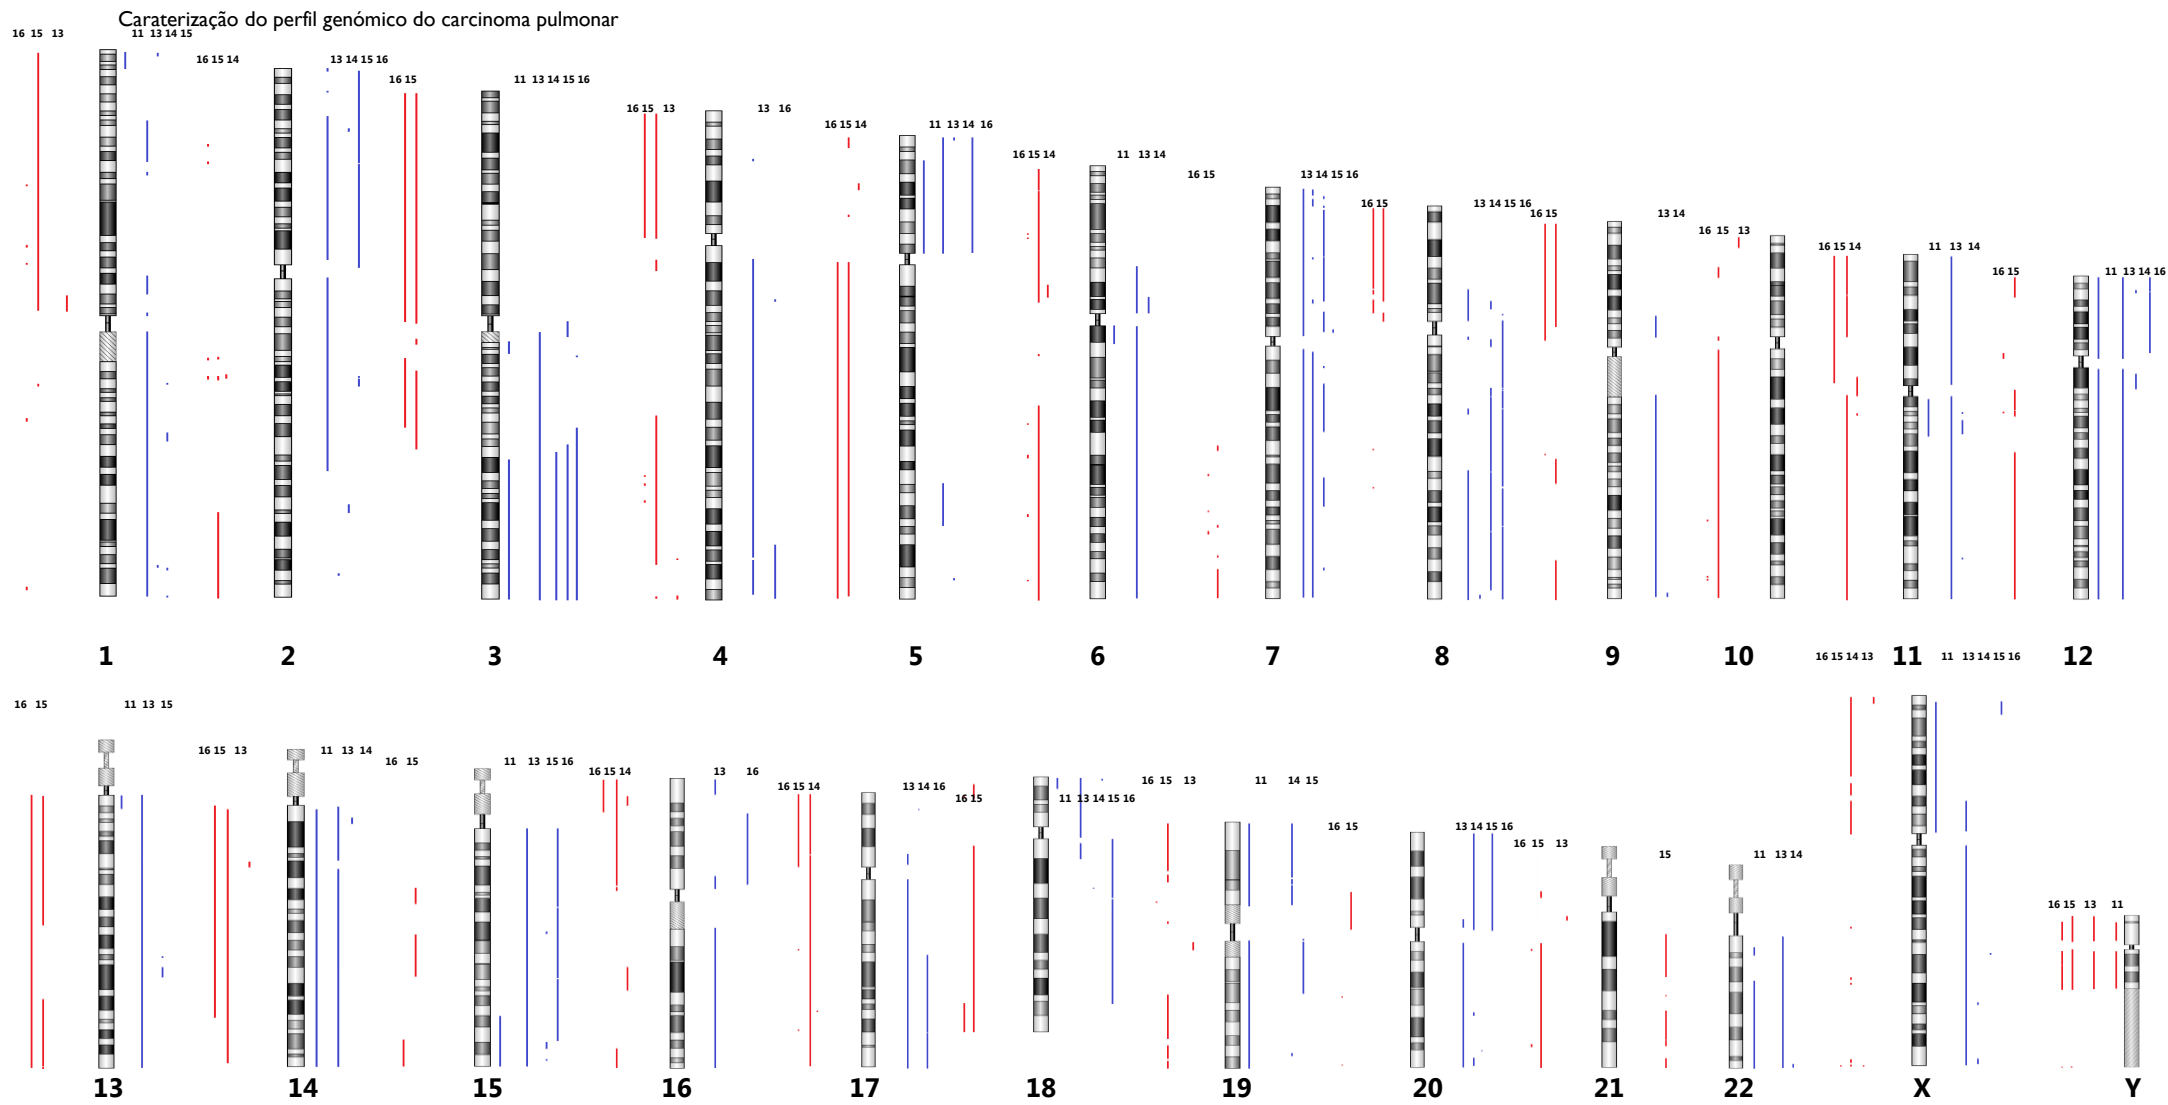 Caraterização do perfil genómico do carcinoma pulmonar
16 15 13 11 13 14 15
16 15 14 13 14 15 16
16 15 11 13 14 15 16
16 15 13 13 16
16 15 14 11 13 14 16
16 15 14 11 13 14
16 15 13 14 15 16
16 15 13 14 15 16
16 15 13 14
16 15 13
16 15 14 11 13 14
16 15 11 13 14 16
1 2 3 4 5 6 7 8 9 10 11 12
16 15 11 13 15
16 15 13 11 13 14
16 15 11 13 15 16
16 15 14 13 16
16 15 14 13 14 16
16 15 11 13 14 15 16
16 15 13 11 14 15
16 15 13 14 15 16
16 15 13 15
11 13 14
16 15 14 13 11 13 14 15 16
16 15 13 11
13 14 15 16 17 18 19 20 21 22 X Y